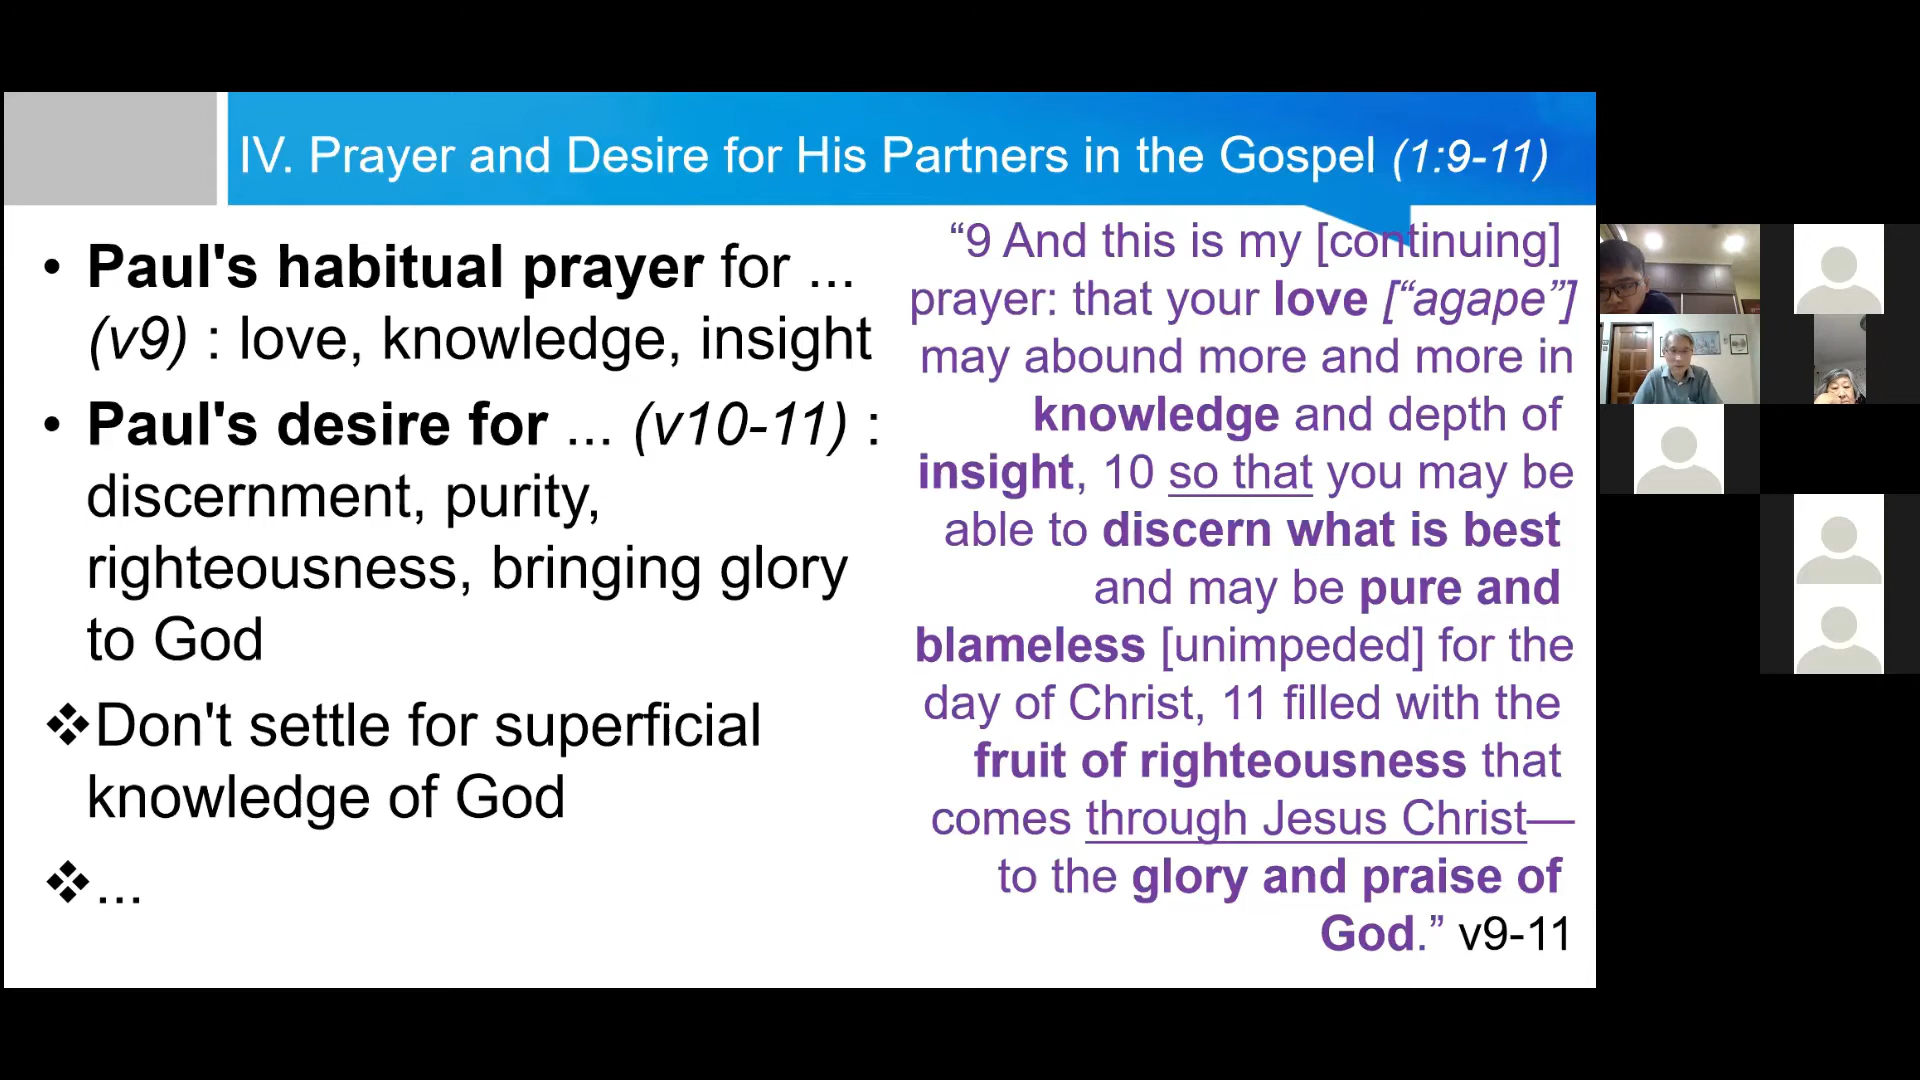 IV. Prayer and Desire for His Partners in the Gospel (1:9-11)
• Paul's habitual prayer for ...
(v9) : love, knowledge, insight
• Paul's desire for ... (v10-11) :
discernment, purity,
righteousness, bringing glory
to God
❖Don't settle for superficial
knowledge of God
❖...
“9 And this is my [continuing]
prayer: that your love [“agape”]
may abound more and more in
knowledge and depth of
insight, 10 so that you may be
able to discern what is best
and may be pure and
blameless [unimpeded] for the
day of Christ, 11 filled with the
fruit of righteousness that
comes through Jesus Christ—
to the glory and praise of
God.” v9-11